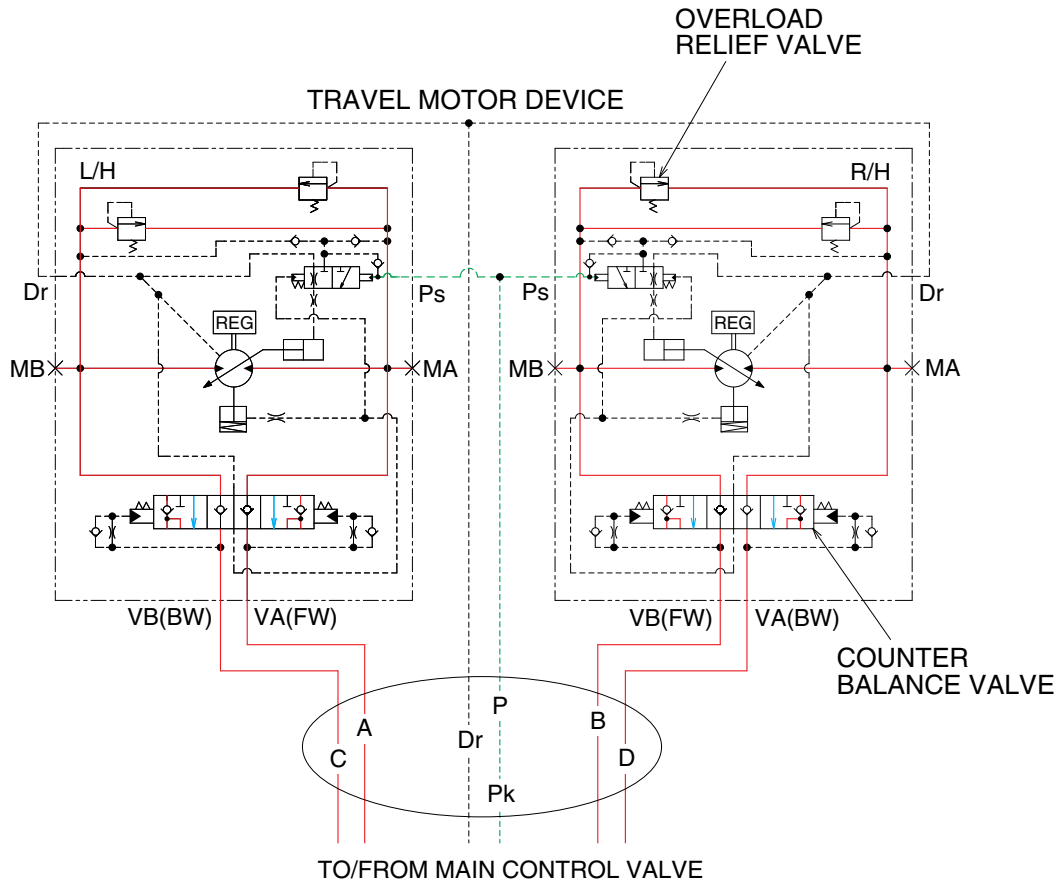 OVERLOAD
RELIEF VALVE
TRAVEL MOTOR DEVICE
L/H
R/H
Dr
Ps
Ps
Dr
REG
REG
MB
MA
MB
MA
VB(BW)
VA(FW)
VB(FW)
VA(BW)
COUNTER
BALANCE VALVE
P
A
B
Dr
C
D
Pk
TO/FROM MAIN CONTROL VALVE